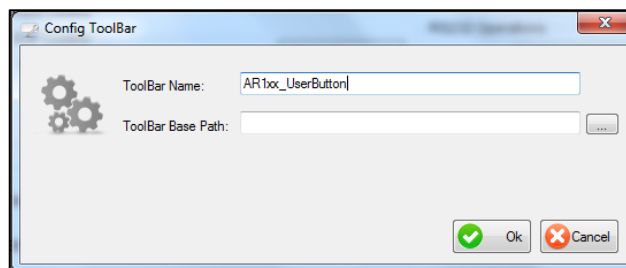 Config ToolBar
ToolBar Name: AR1xx_UserButton
ToolBar Base Path: ...
Ok Cancel